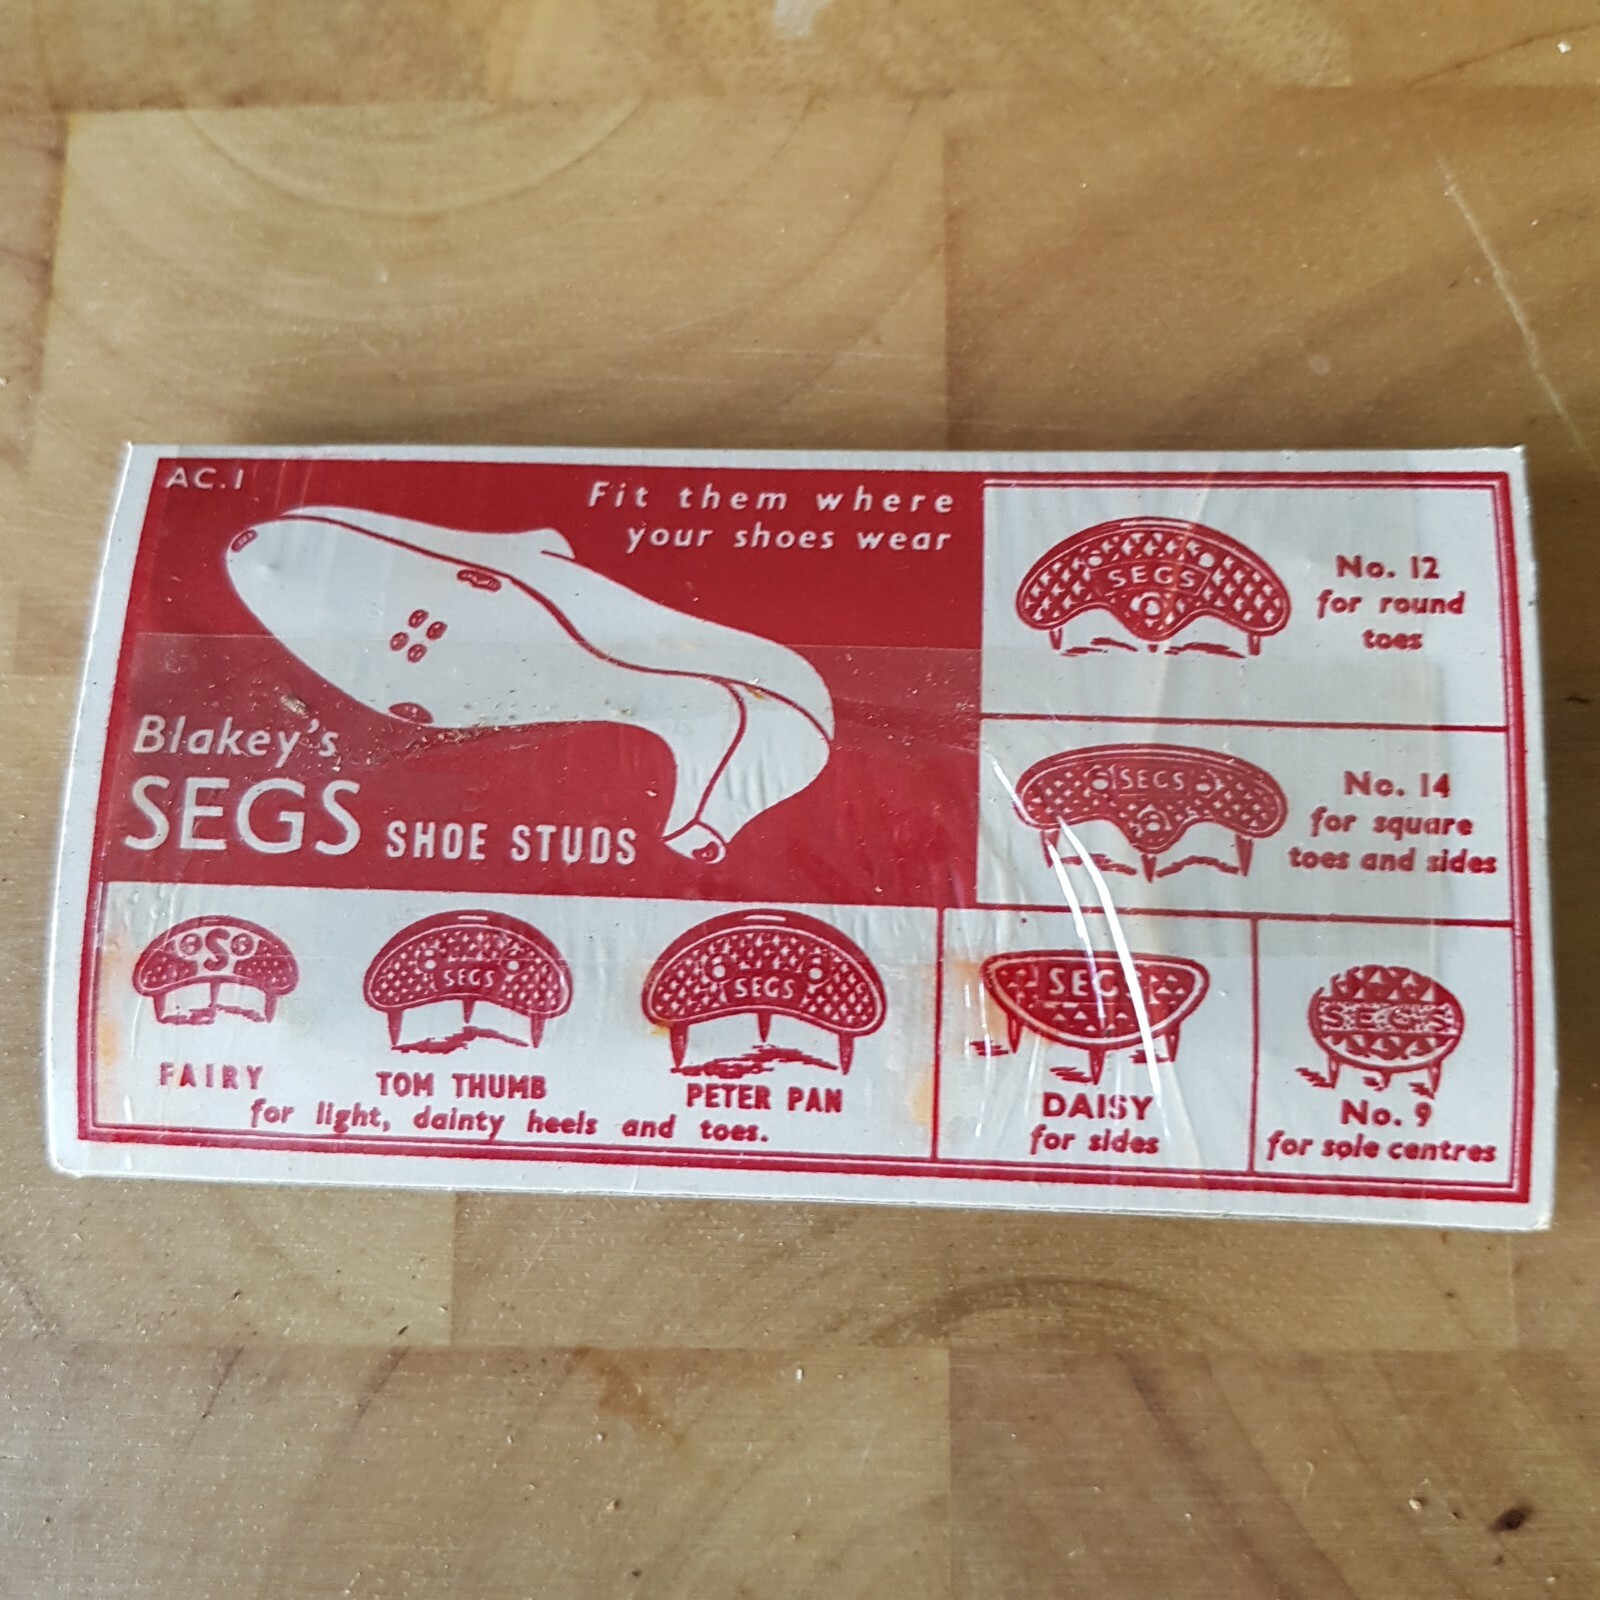 AC.1
Fit them where
your shoes wear
Blakey's
SEGS SHOE STUDS
SEGS
No. 12
for round
toes
SEGS
No. 14
for square
toes and sides
S
FAIRY
SEGS
TOM THUMB
SEGS
PETER PAN
for light, dainty heels and toes.
SEGS
DAISY
for sides
SEGS
No. 9
for sole centres